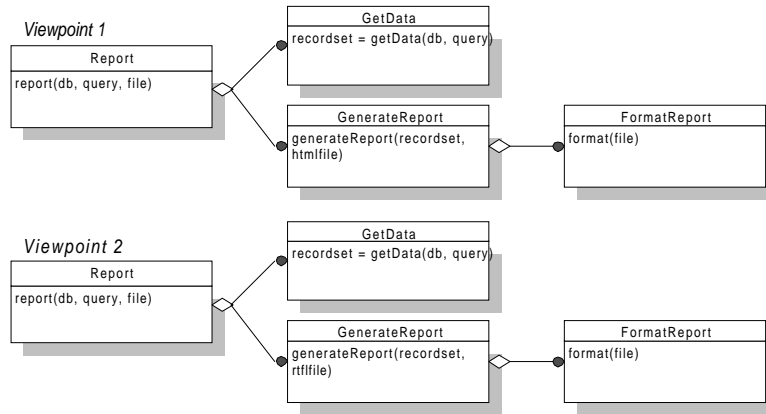 Viewpoint 1
GetData
recordset = getData(db, query)
Report
report(db, query, file)
GenerateReport
generateReport(recordset,
htmlfile)
FormatReport
format(file)
Viewpoint 2
GetData
recordset = getData(db, query)
Report
report(db, query, file)
GenerateReport
generateReport(recordset,
rtflfile)
FormatReport
format(file)